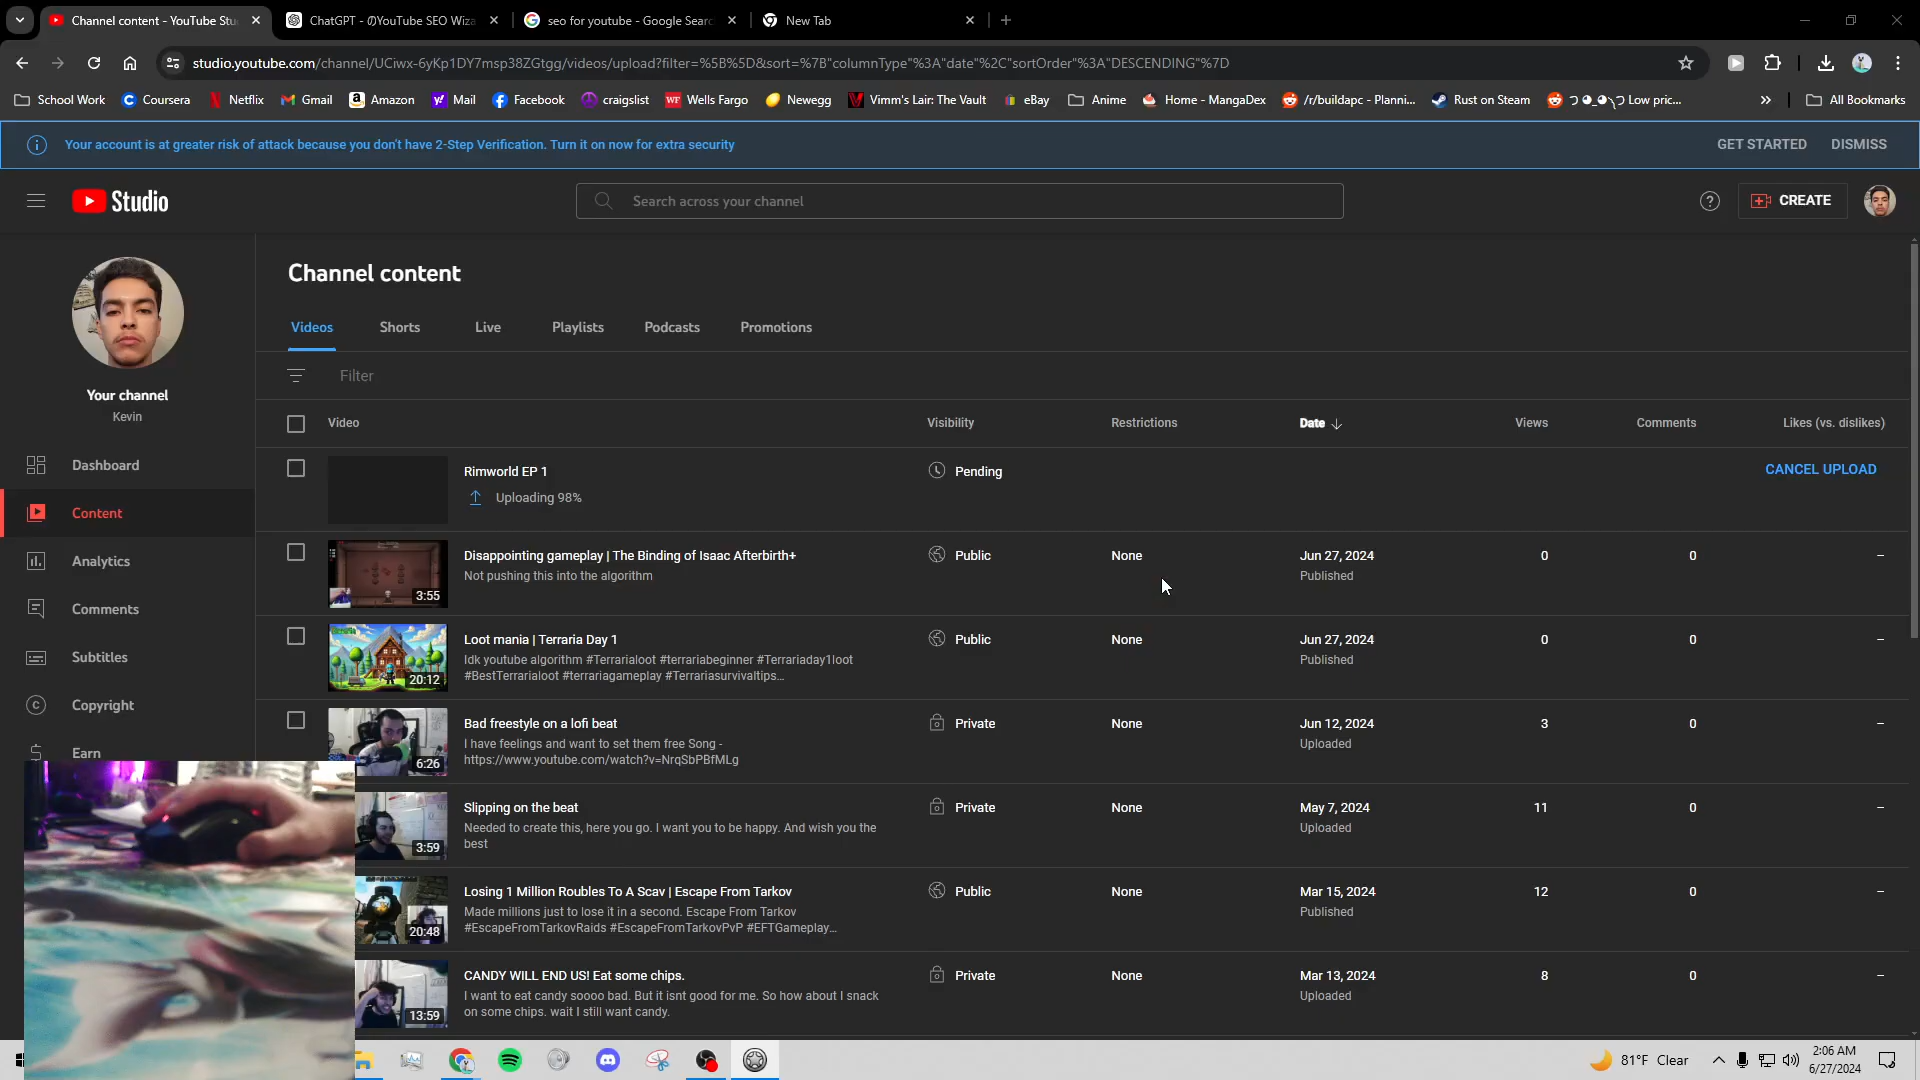 Channel content - YouTube Stu
ChatGPT - のYouTube SEO Wiza
seo for youtube - Google Searc
New Tab
studio.youtube.com/channel/UCiwx-6yKp1DY7msp38ZGtgg/videos/upload?filter=%5B%5D&sort=%7B"columnType"%3A"date"%2C"sortOrder"%3A"DESCENDING"%7D
School Work
Coursera
Netflix
Gmail
Amazon
Mail
Facebook
craigslist
Wells Fargo
Newegg
Vimm's Lair: The Vault
eBay
Anime
Home - MangaDex
/r/buildapc - Planni...
Rust on Steam
Low pric...
All Bookmarks
Your account is at greater risk of attack because you don't have 2-Step Verification. Turn it on now for extra security
GET STARTED
DISMISS
Studio
Search across your channel
CREATE
Your channel
Kevin
Dashboard
Content
Analytics
Comments
Subtitles
Copyright
Earn
Channel content
Videos Shorts Live Playlists Podcasts Promotions
Filter
Video Visibility Restrictions Date Views Comments Likes (vs. dislikes)
Rimworld EP 1 Pending CANCEL UPLOAD
Uploading 98%
Disappointing gameplay | The Binding of Isaac Afterbirth+ Public None Jun 27, 2024 0 0 –
Not pushing this into the algorithm Published
3:55
Loot mania | Terraria Day 1 Public None Jun 27, 2024 0 0 –
Idk youtube algorithm #Terrarialoot #terrariabeginner #Terrariaday1loot Published
#BestTerrarialoot #terrariagameplay #Terrariasurvivaltips...
20:12
Bad freestyle on a lofi beat Private None Jun 12, 2024 3 0 –
I have feelings and want to set them free Song - Uploaded
https://www.youtube.com/watch?v=NrqSbPBfMLg
6:26
Slipping on the beat Private None May 7, 2024 11 0 –
Needed to create this, here you go. I want you to be happy. And wish you the Uploaded
best
3:59
Losing 1 Million Roubles To A Scav | Escape From Tarkov Public None Mar 15, 2024 12 0 –
Made millions just to lose it in a second. Escape From Tarkov Published
#EscapeFromTarkovRaids #EscapeFromTarkovPvP #EFTGameplay...
20:48
CANDY WILL END US! Eat some chips. Private None Mar 13, 2024 8 0 –
I want to eat candy soooo bad. But it isnt good for me. So how about I snack Uploaded
on some chips. wait I still want candy.
13:59
81°F Clear
2:06 AM
6/27/2024